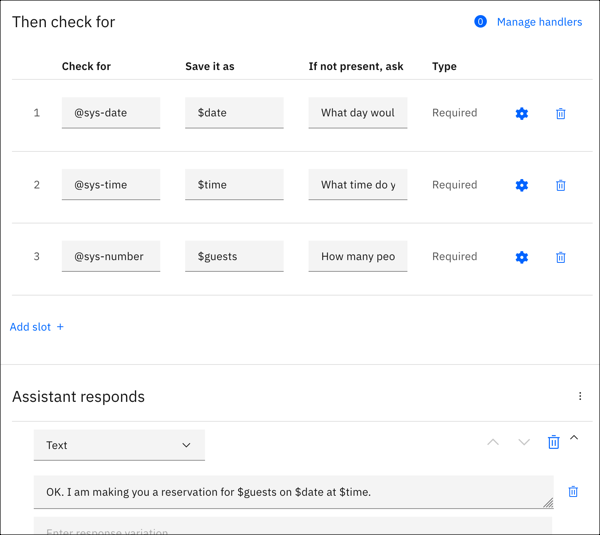 Then check for
0 Manage handlers
Check for Save it as If not present, ask Type
1 @sys-date $date What day woul Required
2 @sys-time $time What time do y Required
3 @sys-number $guests How many peo Required
Add slot +
Assistant responds
Text
OK. I am making you a reservation for $guests on $date at $time.
Enter response variation